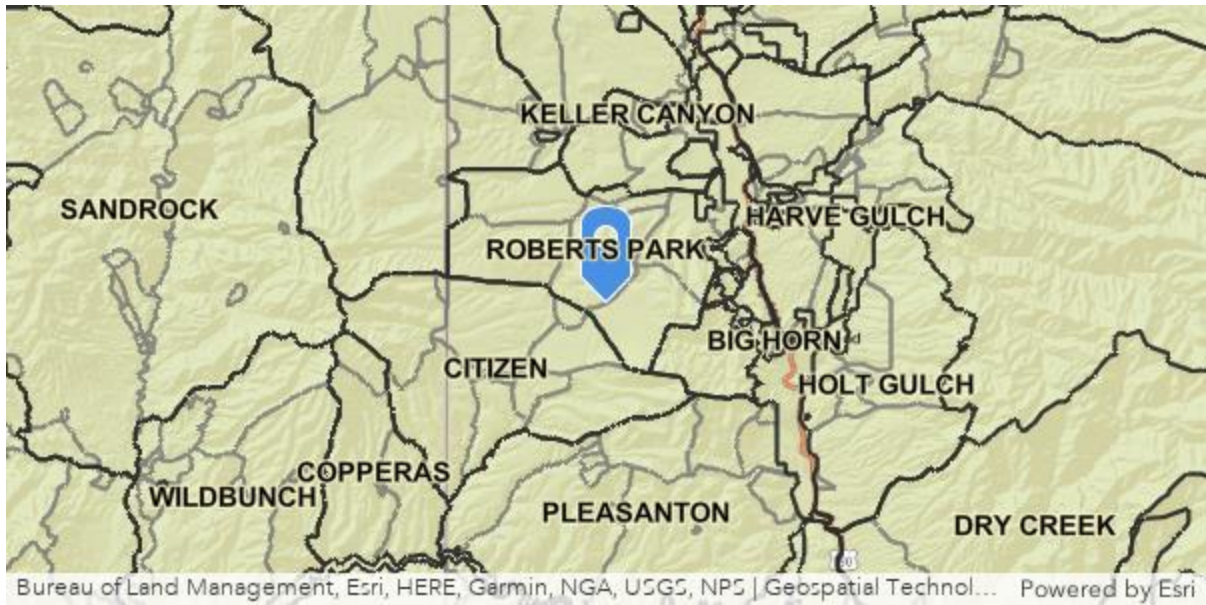 KELLER CANYON
SANDROCK
HARVE GULCH
ROBERTS PARK
BIG HORN
CITIZEN
HOLT GULCH
COPPERAS
WILDBUNCH
PLEASANTON
DRY CREEK
Bureau of Land Management, Esri, HERE, Garmin, NGA, USGS, NPS | Geospatial Technol... Powered by Esri